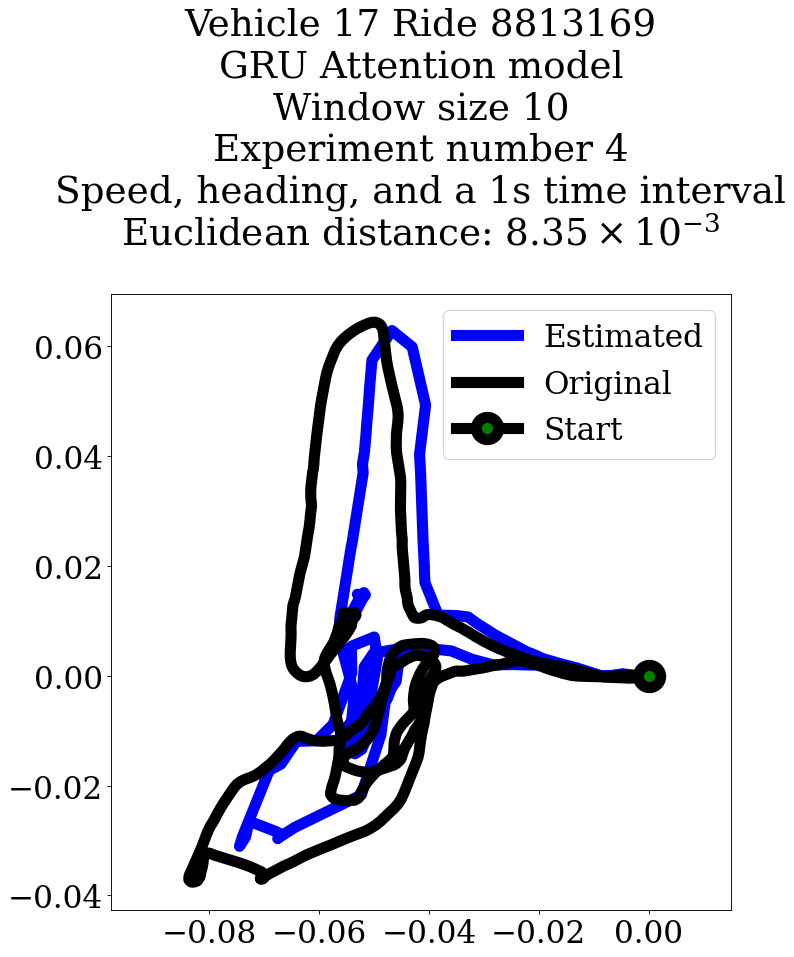 Vehicle 17 Ride 8813169
GRU Attention model
Window size 10
Experiment number 4
Speed, heading, and a 1s time interval
Euclidean distance: 8.35 × 10⁻³
Estimated
Original
Start
0.06
0.04
0.02
0.00
−0.02
−0.04
−0.08 −0.06 −0.04 −0.02 0.00